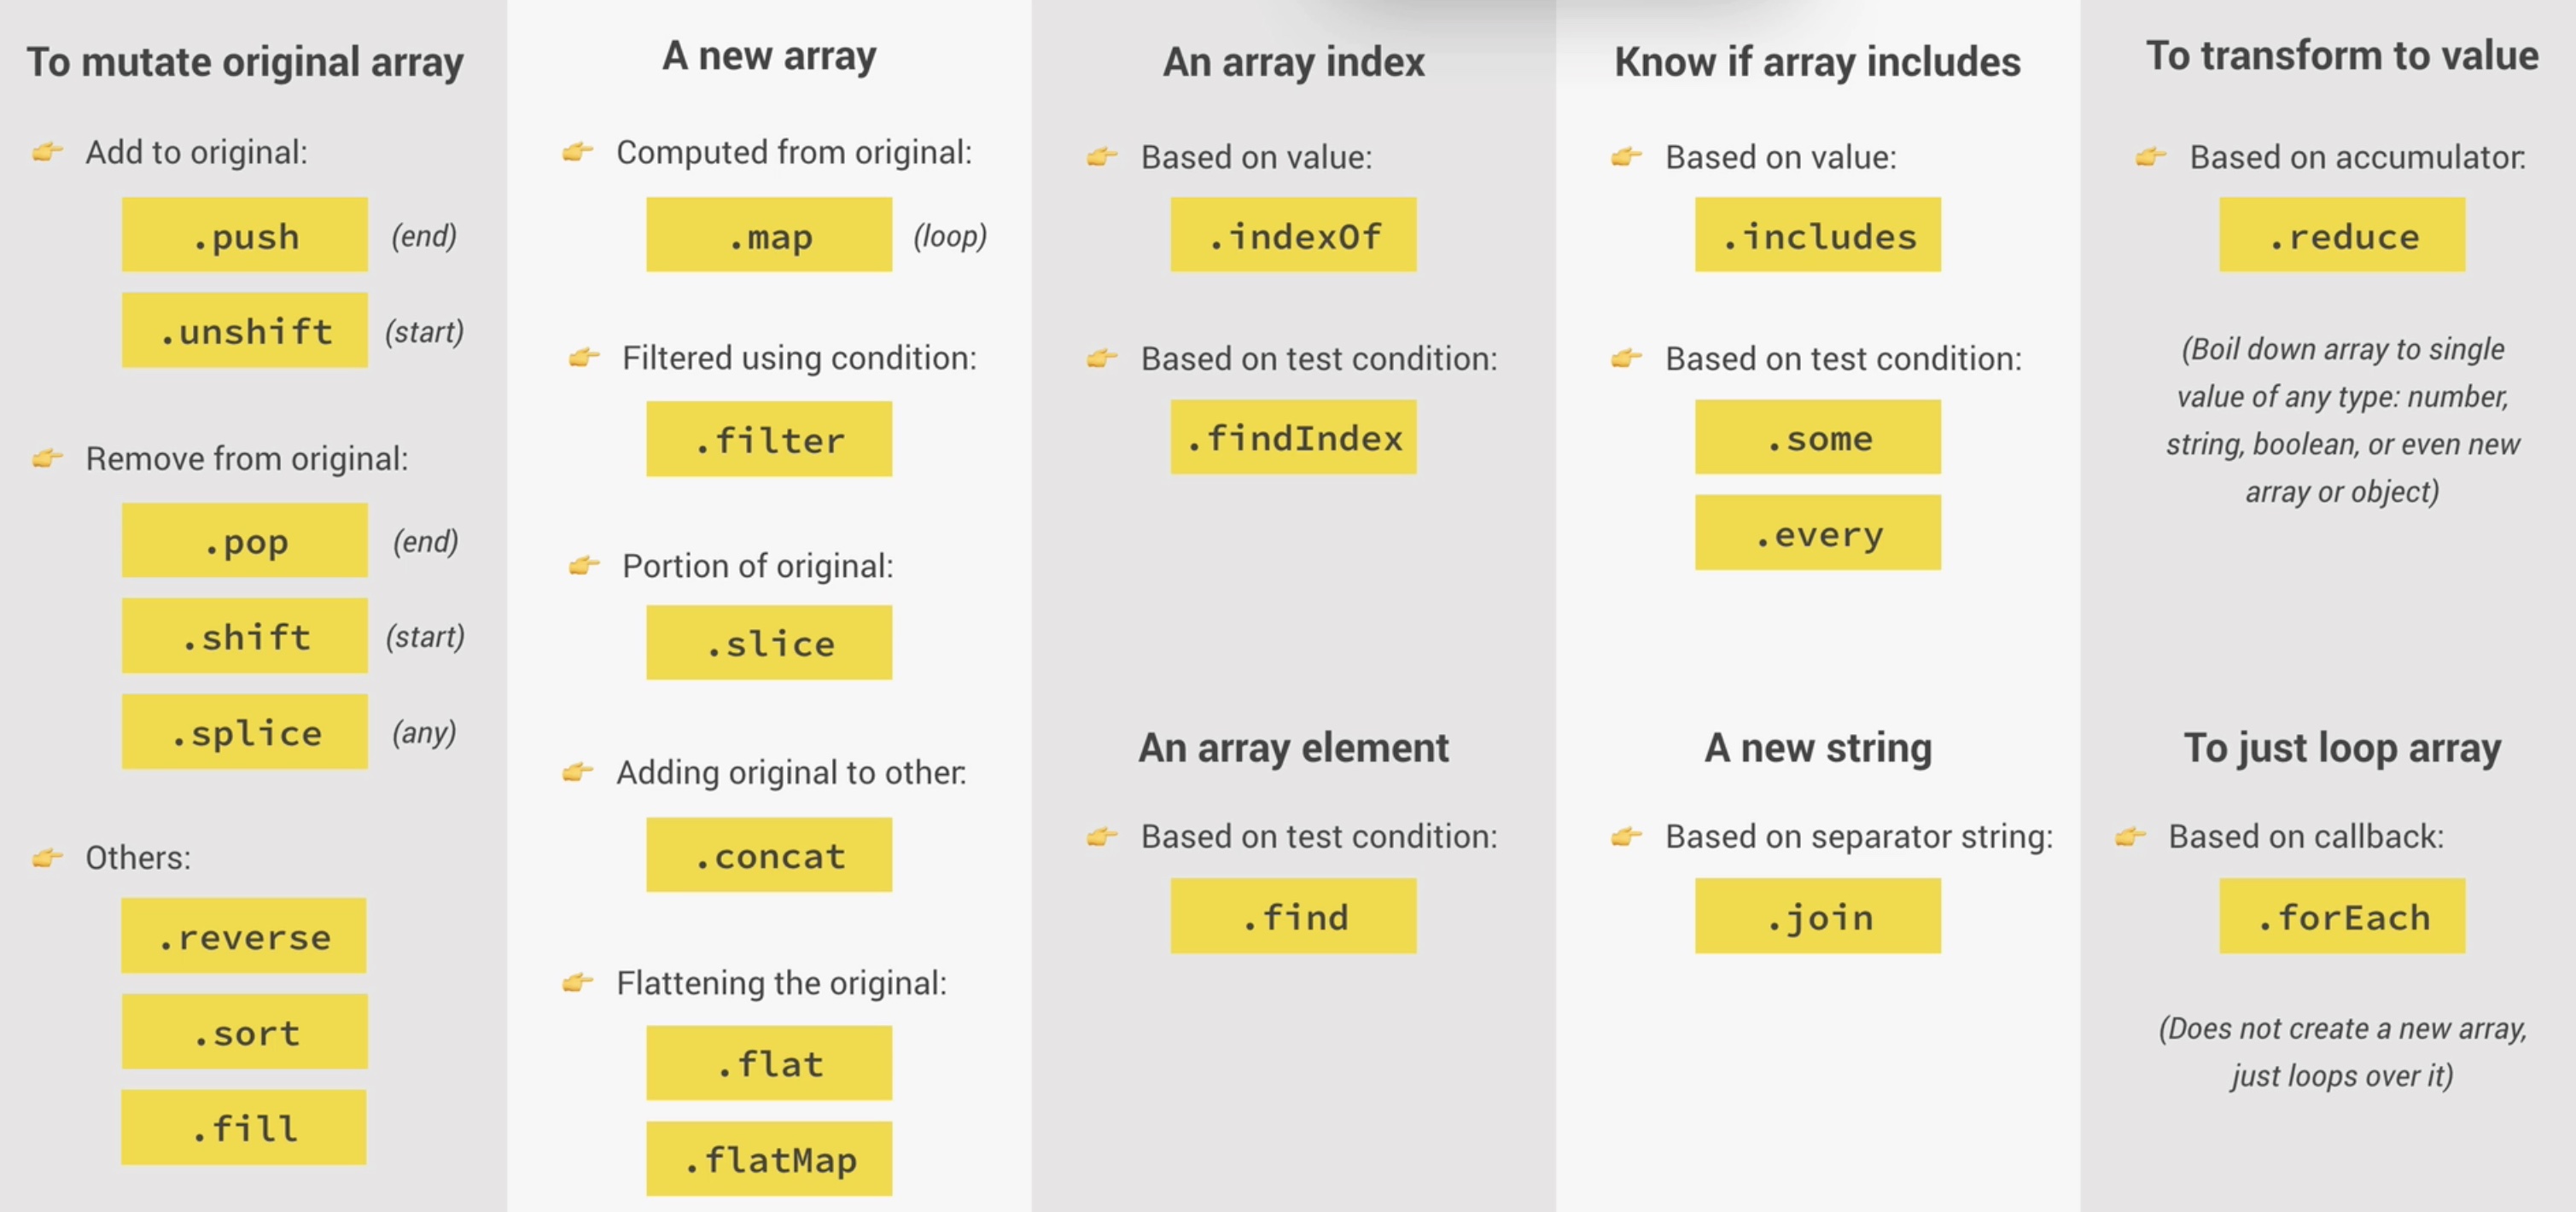 To mutate original array
👉 Add to original:
.push (end)
.unshift (start)
👉 Remove from original:
.pop (end)
.shift (start)
.splice (any)
👉 Others:
.reverse
.sort
.fill
A new array
👉 Computed from original:
.map (loop)
👉 Filtered using condition:
.filter
👉 Portion of original:
.slice
👉 Adding original to other:
.concat
👉 Flattening the original:
.flat
.flatMap
An array index
👉 Based on value:
.indexOf
👉 Based on test condition:
.findIndex
An array element
👉 Based on test condition:
.find
Know if array includes
👉 Based on value:
.includes
👉 Based on test condition:
.some
.every
A new string
👉 Based on separator string:
.join
To transform to value
👉 Based on accumulator:
.reduce
(Boil down array to single
value of any type: number,
string, boolean, or even new
array or object)
To just loop array
👉 Based on callback:
.forEach
(Does not create a new array,
just loops over it)